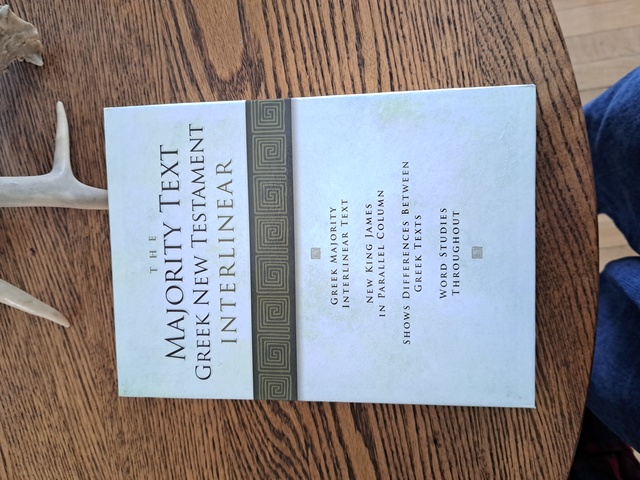 THE
MAJORITY TEXT
GREEK NEW TESTAMENT
INTERLINEAR
GREEK MAJORITY
INTERLINEAR TEXT
NEW KING JAMES
IN PARALLEL COLUMN
SHOWS DIFFERENCES BETWEEN
GREEK TEXTS
WORD STUDIES
THROUGHOUT